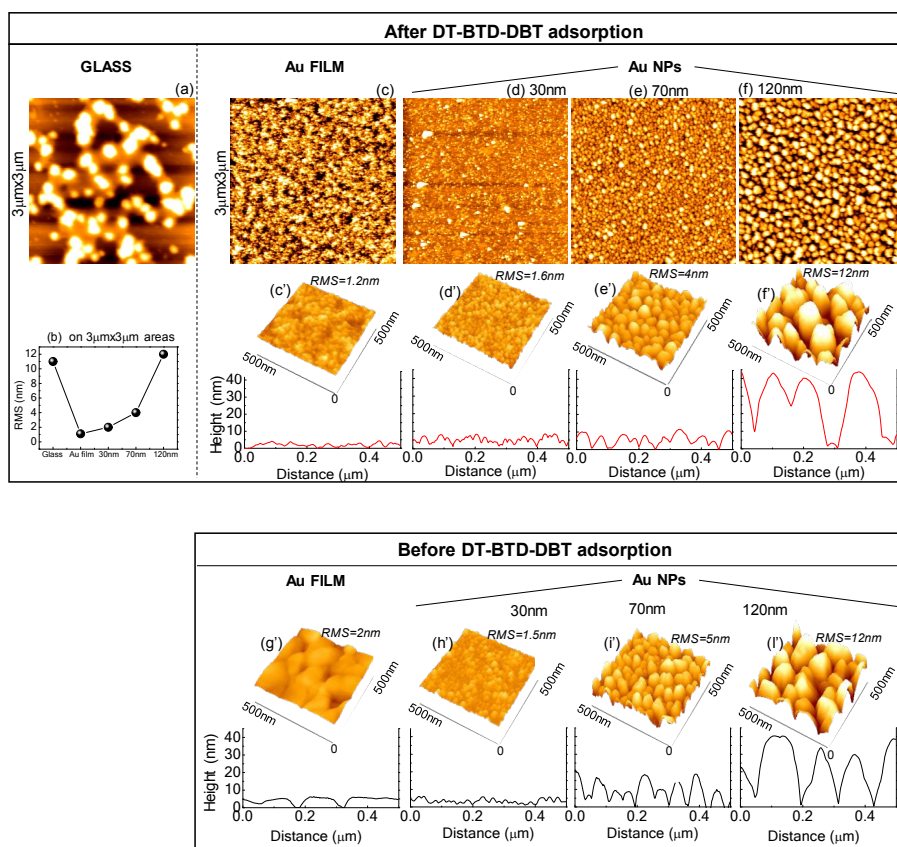 After DT-BTD-DBT adsorption
GLASS
Au FILM
Au NPs
(a)
(c)
(d) 30nm
(e) 70nm
(f) 120nm
3µmx3µm
3µmx3µm
RMS=1.2nm
RMS=1.6nm
RMS=4nm
RMS=12nm
(c')
(d')
(e')
(f')
500nm
500nm
0
500nm
500nm
0
500nm
500nm
0
500nm
500nm
0
(b) on 3µmx3µm areas
RMS (nm)
12
10
8
6
4
2
0
Glass Au film 30nm 70nm 120nm
Height (nm)
40
30
20
10
0
0.0 0.2 0.4
0.0 0.2 0.4
0.0 0.2 0.4
0.0 0.2 0.4
Distance (µm)
Distance (µm)
Distance (µm)
Distance (µm)
Before DT-BTD-DBT adsorption
Au FILM
Au NPs
30nm
70nm
120nm
(g')
RMS=2nm
(h')
RMS=1.5nm
(i')
RMS=5nm
(l')
RMS=12nm
500nm
500nm
0
500nm
500nm
0
500nm
500nm
0
500nm
500nm
0
Height (nm)
40
30
20
10
0
0.0 0.2 0.4
0.0 0.2 0.4
0.0 0.2 0.4
0.0 0.2 0.4
Distance (µm)
Distance (µm)
Distance (µm)
Distance (µm)